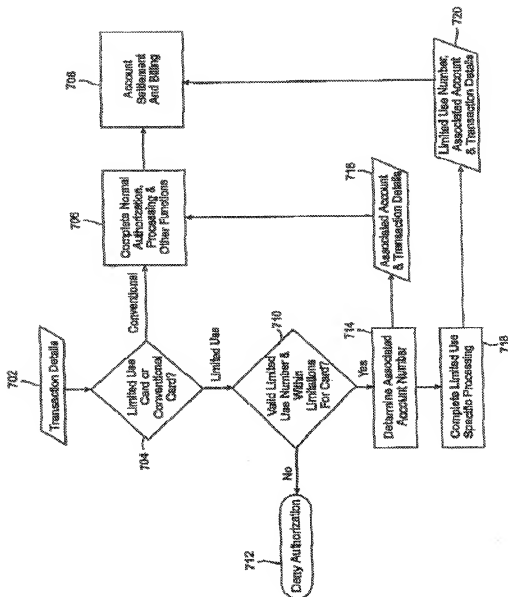 702
Transaction Details
Limited Use
Card or
Conventional
Card?
704
Conventional
Complete Normal
Authorization,
Processing &
Other Functions
706
Account
Settlement
And Billing
708
Limited Use
Valid Limited
Use Number &
Within
Limitations
For Card?
710
No
Deny Authorization
712
Yes
Determine Associated
Account Number
714
Associated Account
& Transaction Details
716
Complete Limited Use
Specific Processing
718
Limited Use Number,
Associated Account
& Transaction Details
720